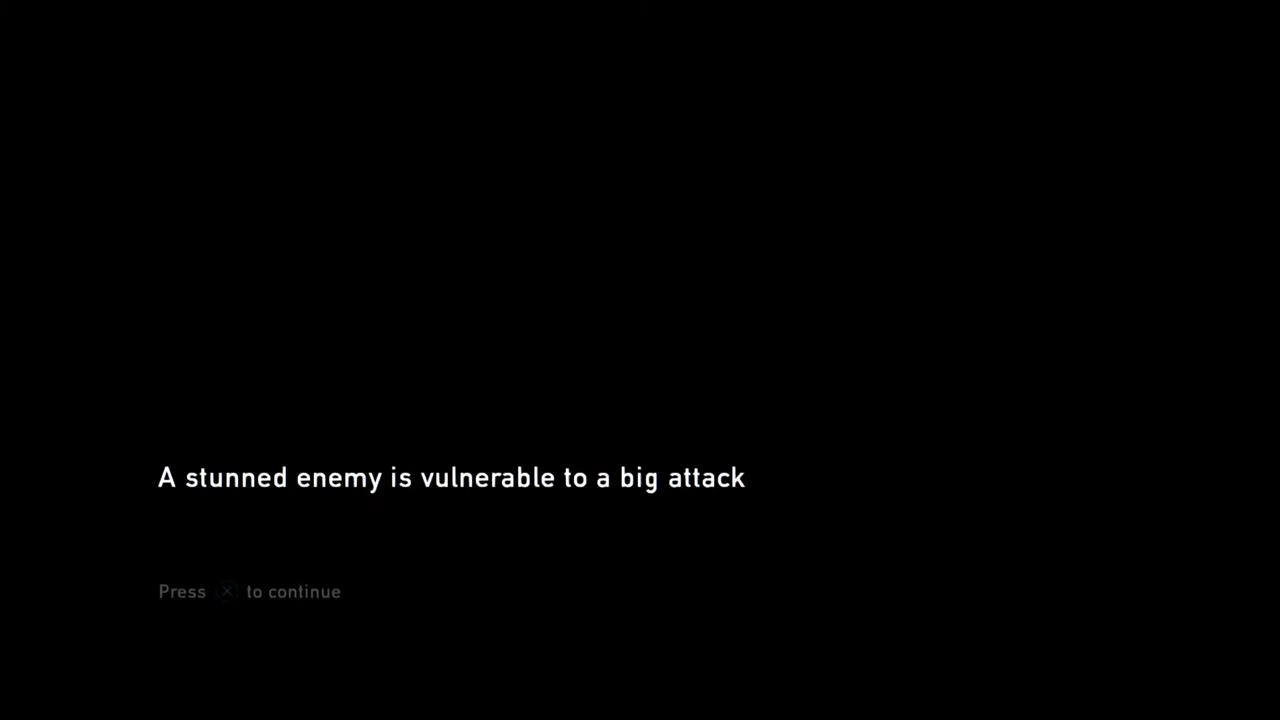 A stunned enemy is vulnerable to a big attack
Press ⓧ to continue